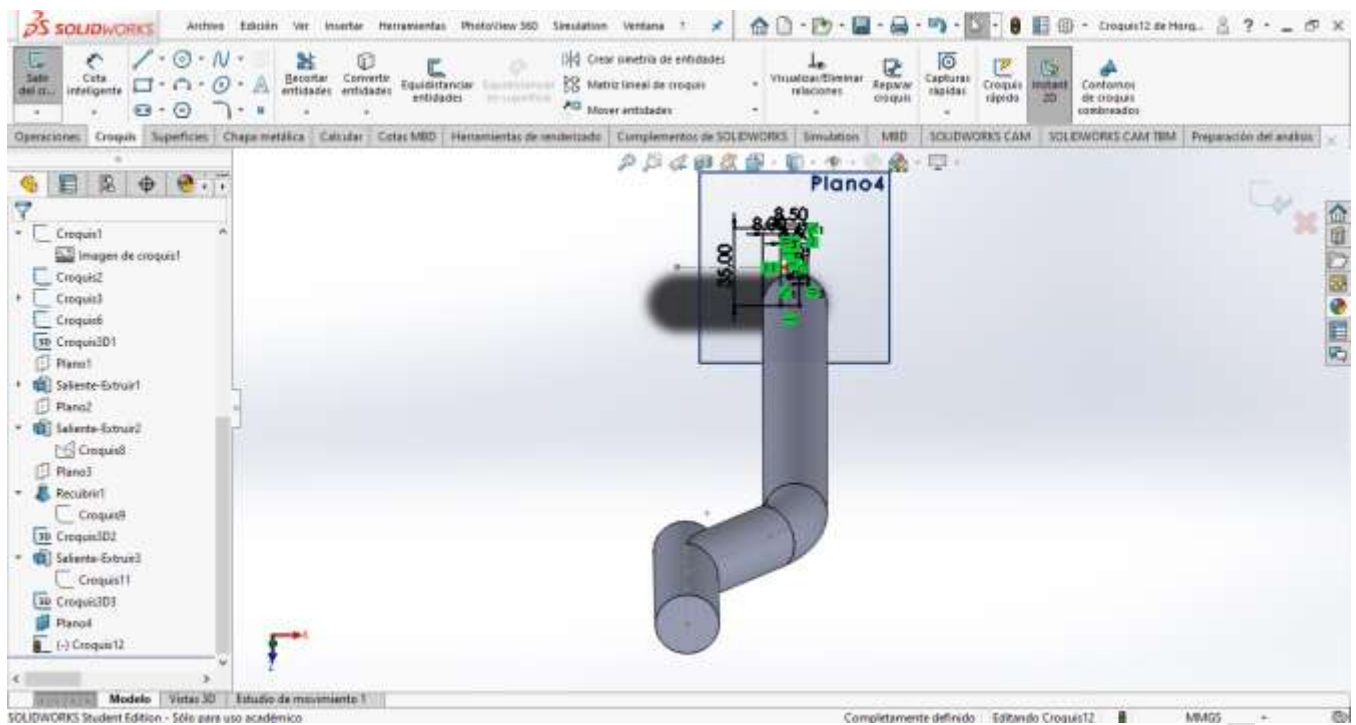 SOLIDWORKS Archivo Edición Ver Insertar Herramientas PhotoView 360 Simulation Ventana ? Croquis12 de Horq... ?
Salir del cr...
Cota inteligente
Recortar entidades
Convertir entidades
Equidistanciar entidades
Crear simetría de entidades
Matriz lineal de croquis
Mover entidades
Visualizar/Eliminar relaciones
Reparar croquis
Capturas rápidas
Croquis rápido
Instant 2D
Contornos de croquis combreados
Operaciones Croquis Superficies Chapa metálica Calcular Cotas MBD Herramientas de renderizado Complementos de SOLIDWORKS Simulation MBD SOLIDWORKS CAM SOLIDWORKS CAM TBM Preparación del análisis
Plano4
8.50
35.00
Croquis1
Imagen de croquis1
Croquis2
Croquis3
Croquis6
Croquis3D1
Plano1
Saliente-Extruir1
Plano2
Saliente-Extruir2
Croquis8
Plano3
Recubrir1
Croquis9
Croquis3D2
Saliente-Extruir3
Croquis11
Croquis3D3
Plano4
(-) Croquis12
X
Z
Modelo Vistas 3D Estudio de movimiento 1
SOLIDWORKS Student Edition - Sólo para uso académico Completamente definido Editando Croquis12 MMGS